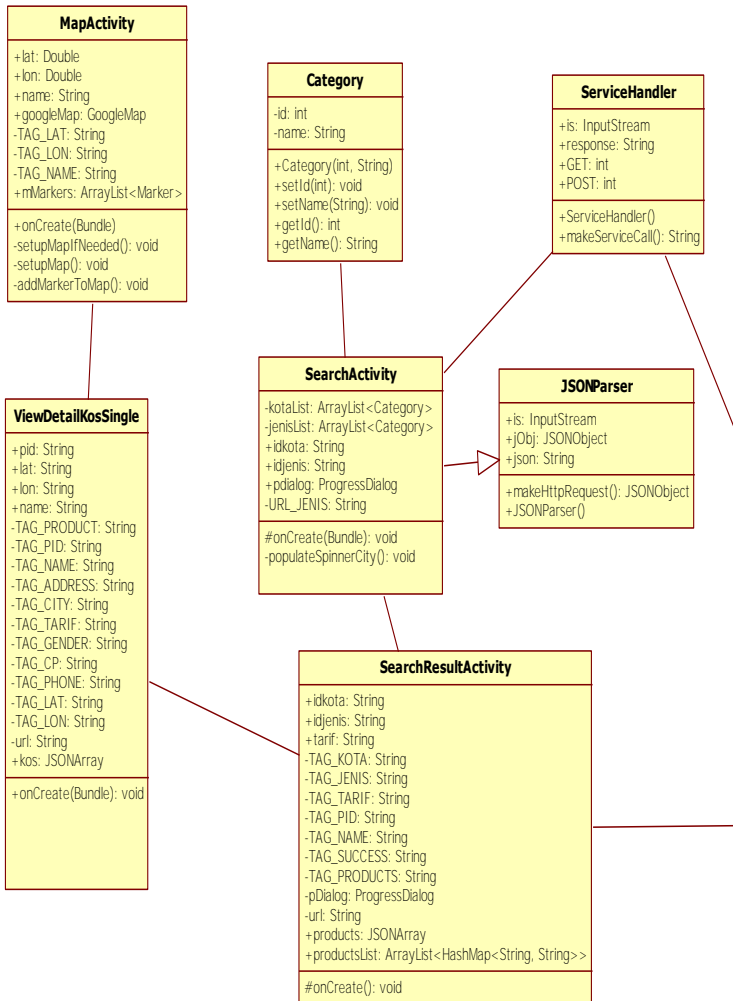 MapActivity
+lat: Double
+lon: Double
+name: String
+googleMap: GoogleMap
-TAG_LAT: String
-TAG_LON: String
-TAG_NAME: String
+mMarkers: ArrayList<Marker>
+onCreate(Bundle)
-setupMapIfNeeded(): void
-setupMap(): void
-addMarkerToMap(): void
Category
-id: int
-name: String
+Category(int, String)
+setId(int): void
+setName(String): void
+getId(): int
+getName(): String
ServiceHandler
+is: InputStream
+response: String
+GET: int
+POST: int
+ServiceHandler()
+makeServiceCall(): String
SearchActivity
-kotaList: ArrayList<Category>
-jenisList: ArrayList<Category>
+idkota: String
+idjenis: String
+pdialog: ProgressDialog
-URL_JENIS: String
#onCreate(Bundle): void
-populateSpinnerCity(): void
JSONParser
+is: InputStream
+jObj: JSONObject
+json: String
+makeHttpRequest(): JSONObject
+JSONParser()
ViewDetailKosSingle
+pid: String
+lat: String
+lon: String
+name: String
-TAG_PRODUCT: String
-TAG_PID: String
-TAG_NAME: String
-TAG_ADDRESS: String
-TAG_CITY: String
-TAG_TARIF: String
-TAG_GENDER: String
-TAG_CP: String
-TAG_PHONE: String
-TAG_LAT: String
-TAG_LON: String
-url: String
+kos: JSONArray
+onCreate(Bundle): void
SearchResultActivity
+idkota: String
+idjenis: String
+tarif: String
-TAG_KOTA: String
-TAG_JENIS: String
-TAG_TARIF: String
-TAG_PID: String
-TAG_NAME: String
-TAG_SUCCESS: String
-TAG_PRODUCTS: String
-pDialog: ProgressDialog
-url: String
+products: JSONArray
+productsList: ArrayList<HashMap<String, String>>
#onCreate(): void